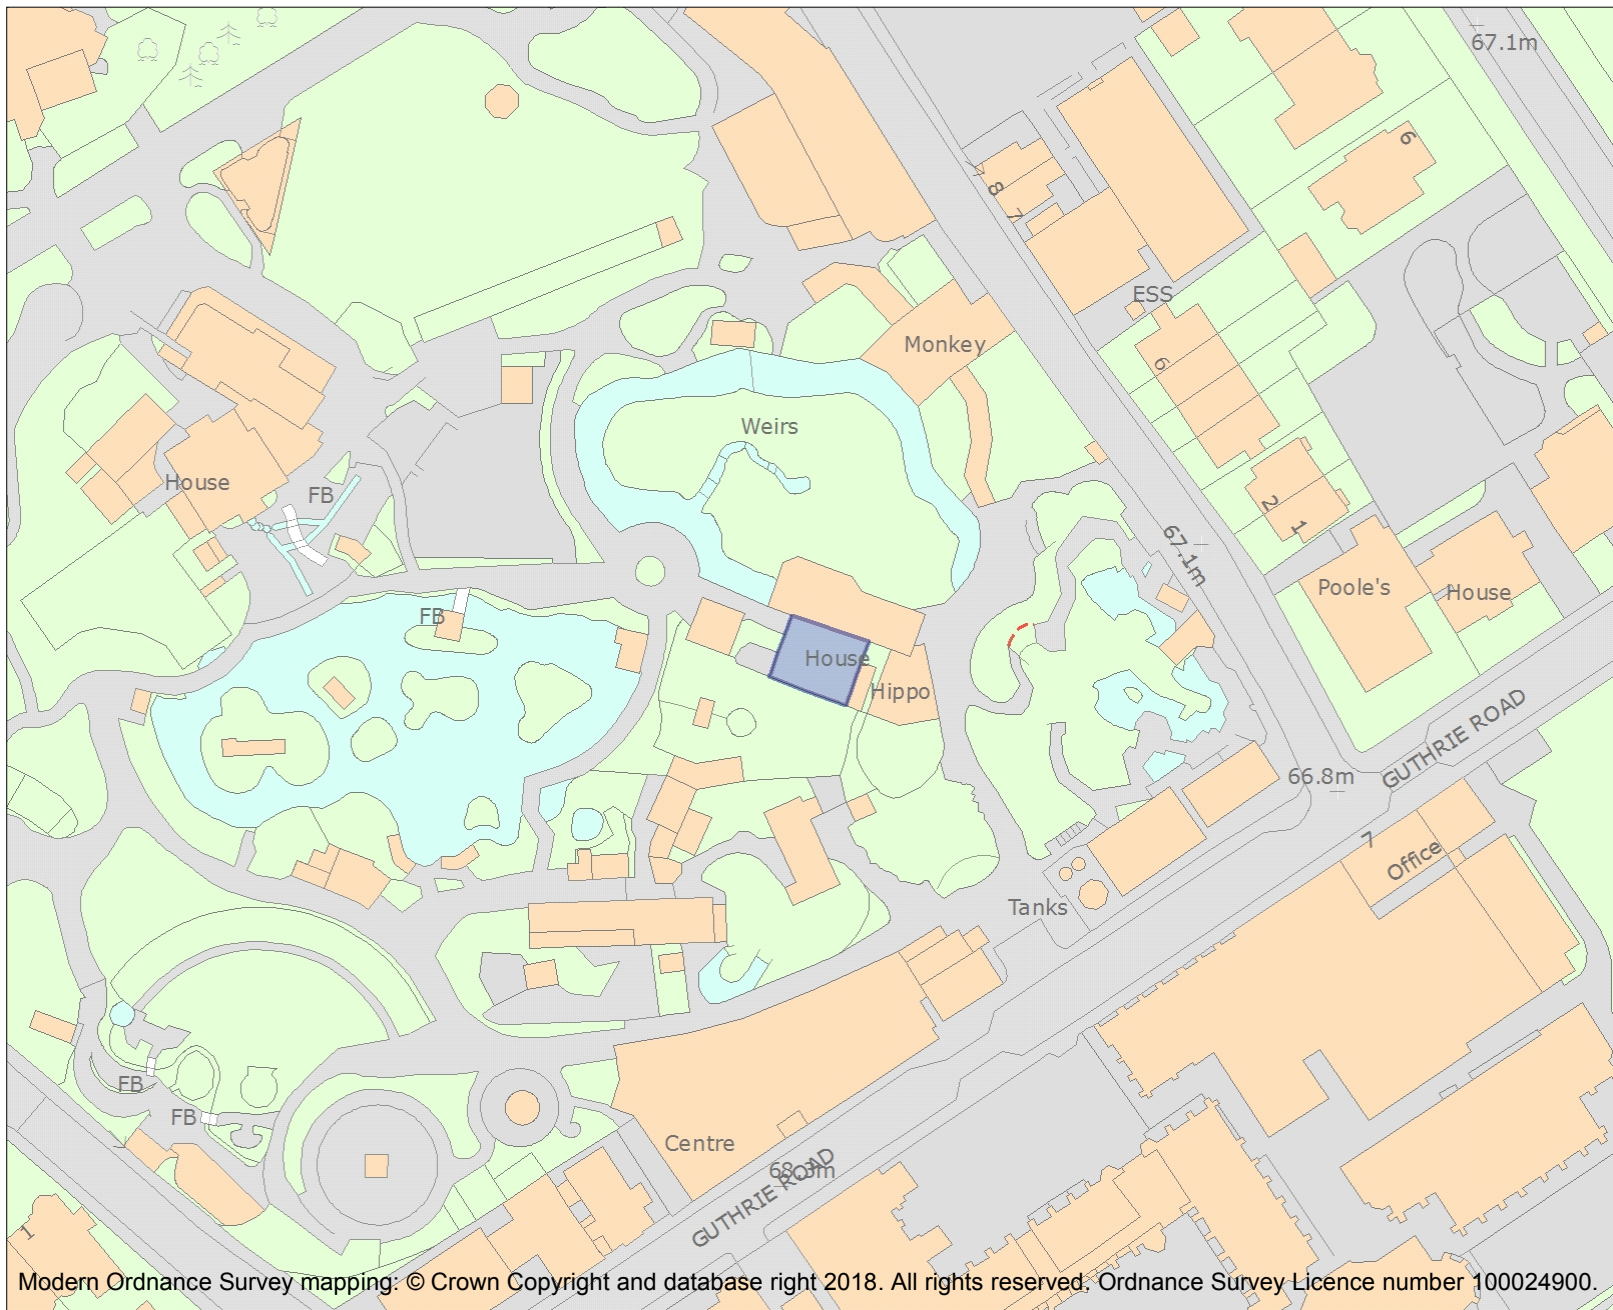 67.1m
6
8
7
ESS
Monkey
6
Weirs
House
FB
2
1
67.1m
Poole's
House
FB
House
Hippo
GUTHRIE ROAD
66.8m
7
Office
Tanks
FB
FB
Centre
68.3m
GUTHRIE ROAD
1
Modern Ordnance Survey mapping: © Crown Copyright and database right 2018. All rights reserved. Ordnance Survey Licence number 100024900.